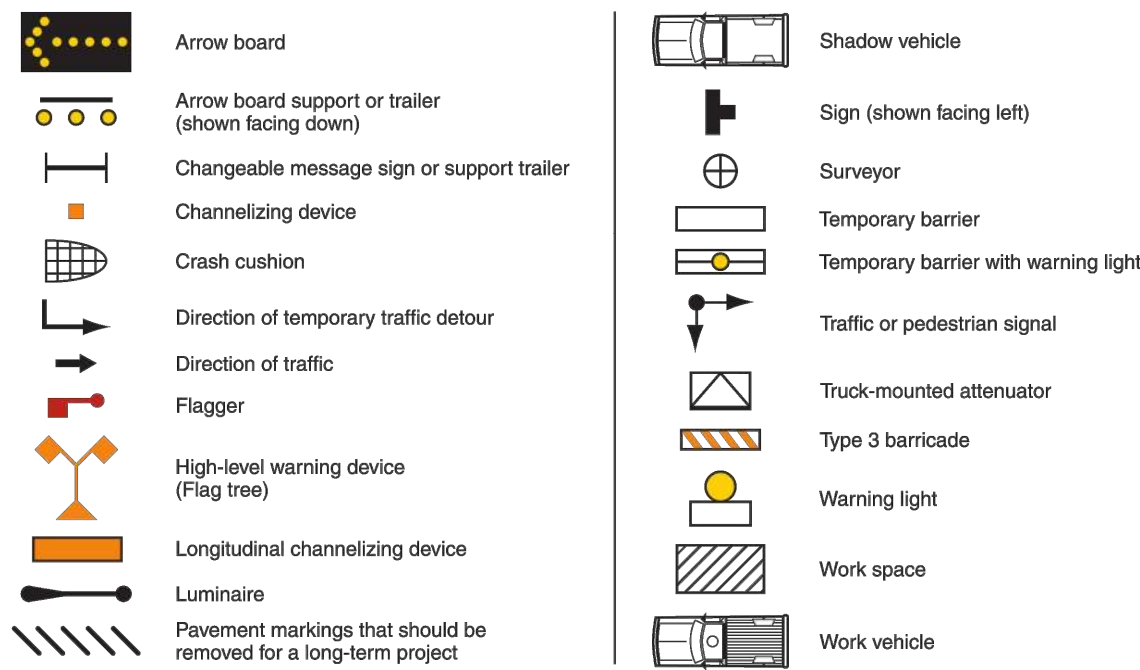 Arrow board
Arrow board support or trailer
(shown facing down)
Changeable message sign or support trailer
Channelizing device
Crash cushion
Direction of temporary traffic detour
Direction of traffic
Flagger
High-level warning device
(Flag tree)
Longitudinal channelizing device
Luminaire
Pavement markings that should be
removed for a long-term project
Shadow vehicle
Sign (shown facing left)
Surveyor
Temporary barrier
Temporary barrier with warning light
Traffic or pedestrian signal
Truck-mounted attenuator
Type 3 barricade
Warning light
Work space
Work vehicle